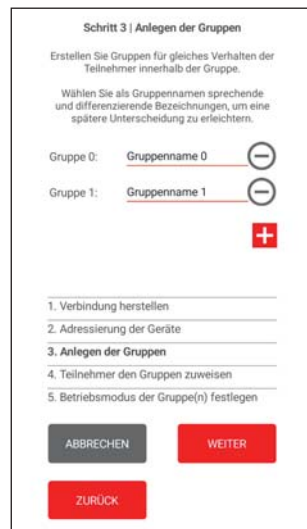 Schritt 3 | Anlegen der Gruppen
Erstellen Sie Gruppen für gleiches Verhalten der
Teilnehmer innerhalb der Gruppe.
Wählen Sie als Gruppennamen sprechende
und differenzierende Bezeichnungen, um eine
spätere Unterscheidung zu erleichtern.
Gruppe 0: Gruppenname 0
Gruppe 1: Gruppenname 1
1. Verbindung herstellen
2. Adressierung der Geräte
3. Anlegen der Gruppen
4. Teilnehmer den Gruppen zuweisen
5. Betriebsmodus der Gruppe(n) festlegen
ABBRECHEN WEITER
ZURÜCK